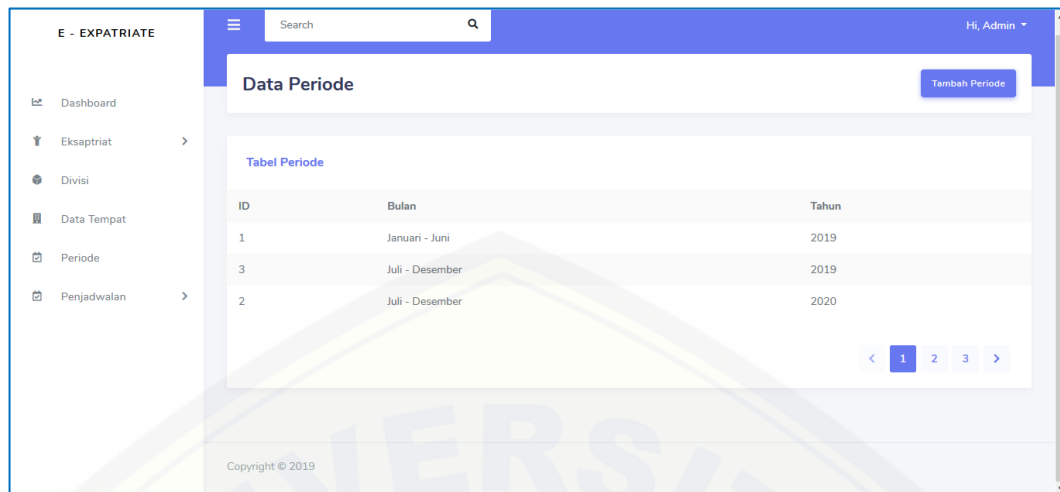 E - EXPATRIATE
Search
Hi, Admin
Data Periode
Tambah Periode
Dashboard
Eksaptriat
Divisi
Data Tempat
Periode
Penjadwalan
Tabel Periode
ID Bulan Tahun
1 Januari - Juni 2019
3 Juli - Desember 2019
2 Juli - Desember 2020
< 1 2 3 >
Copyright © 2019
VERSI